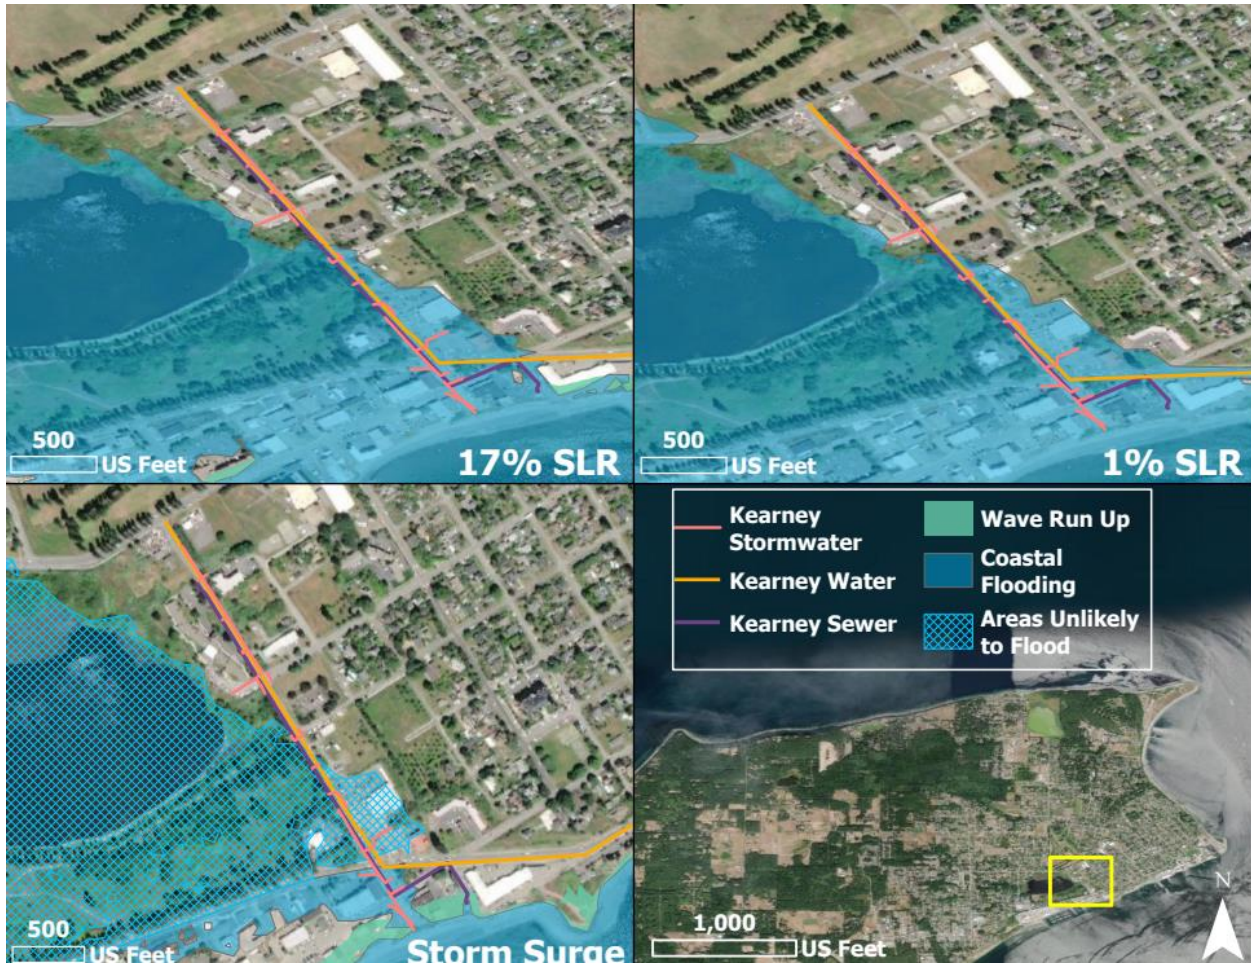 500
US Feet
17% SLR
500
US Feet
1% SLR
Kearney
Stormwater
Kearney Water
Kearney Sewer
Wave Run Up
Coastal
Flooding
Areas Unlikely
to Flood
500
US Feet
Storm Surge
1,000
US Feet
N